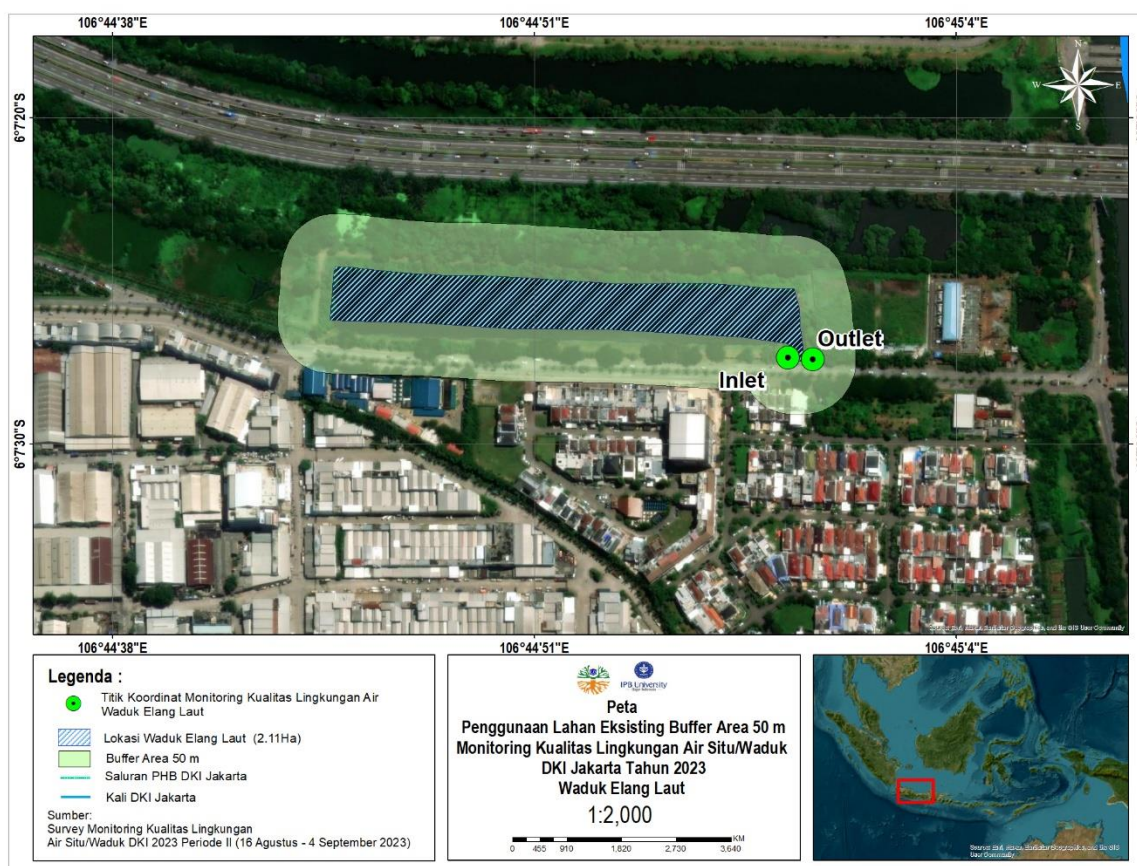 106°44'38"E 106°44'51"E 106°45'4"E
N
W E
S
6°7'20"S
Outlet
Inlet
6°7'30"S
106°44'38"E 106°44'51"E 106°45'4"E
Legenda :
Titik Koordinat Monitoring Kualitas Lingkungan Air
Waduk Elang Laut
Lokasi Waduk Elang Laut (2.11Ha)
Buffer Area 50 m
Saluran PHB DKI Jakarta
Kali DKI Jakarta
Sumber:
Survey Monitoring Kualitas Lingkungan
Air Situ/Waduk DKI 2023 Periode II (16 Agustus - 4 September 2023)
IPB University
Peta
Penggunaan Lahan Eksisting Buffer Area 50 m
Monitoring Kualitas Lingkungan Air Situ/Waduk
DKI Jakarta Tahun 2023
Waduk Elang Laut
1:2,000
KM
0 455 910 1,820 2,730 3,640